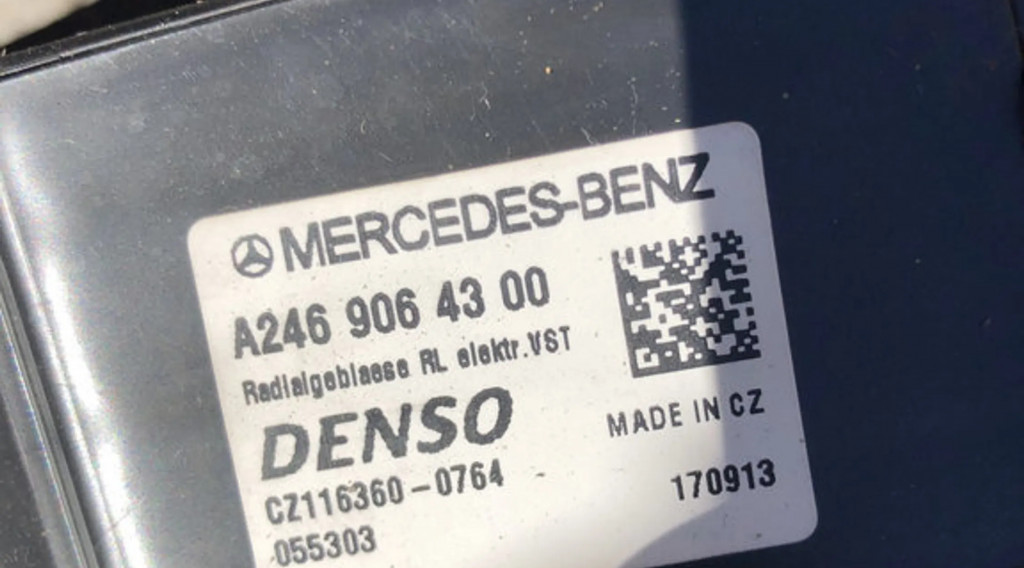 MERCEDES-BENZ
A246 906 43 00
Radialgeblaese RL elektr.VST
DENSO
MADE IN CZ
CZ116360-0764
170913
055303